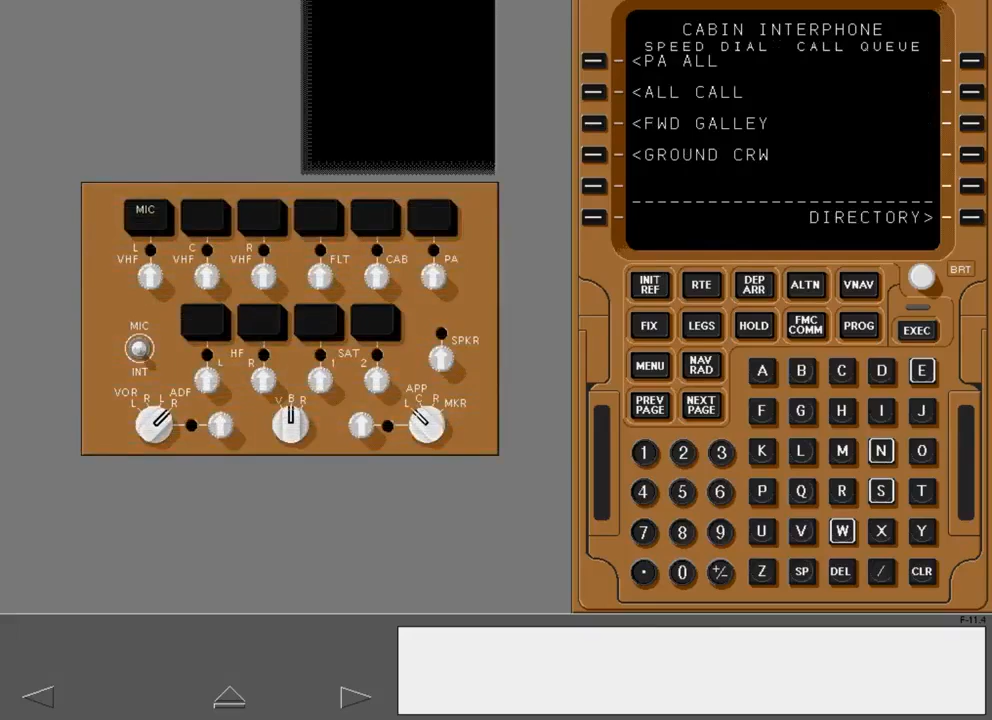 CABIN INTERPHONE
SPEED DIAL CALL QUEUE
<PA ALL
<ALL CALL
<FWD GALLEY
<GROUND CRW
DIRECTORY>
MIC
L VHF
C VHF
R VHF
FLT
CAB
PA
MIC
INT
L HF R
1 SAT 2
SPKR
VOR L R
ADF L R
V B R
APP L C R
MKR
BRT
INIT REF
RTE
DEP ARR
ALTN
VNAV
FIX
LEGS
HOLD
FMC COMM
PROG
EXEC
MENU
NAV RAD
PREV PAGE
NEXT PAGE
A B C D E
F G H I J
K L M N O
P Q R S T
U V W X Y
Z SP DEL / CLR
1 2 3
4 5 6
7 8 9
. 0 +/-
F-11.4